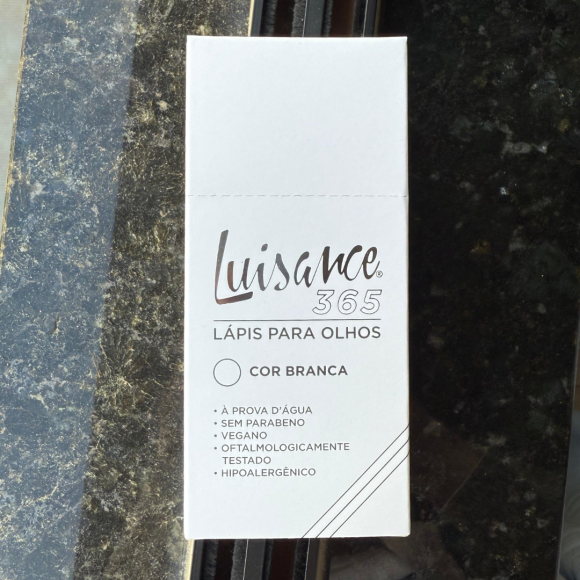 Luisance®
365
LÁPIS PARA OLHOS
COR BRANCA
• À PROVA D'ÁGUA
• SEM PARABENO
• VEGANO
• OFTALMOLOGICAMENTE
TESTADO
• HIPOALERGÊNICO